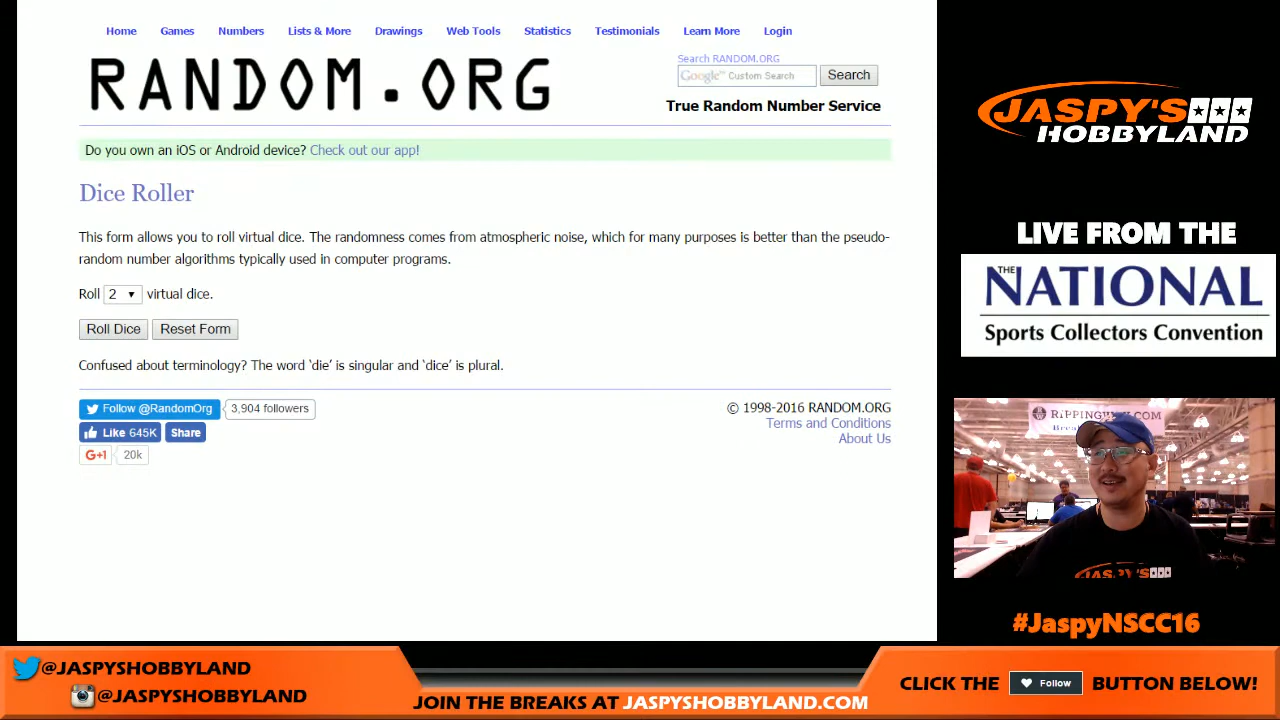 Home Games Numbers Lists & More Drawings Web Tools Statistics Testimonials Learn More Login
RANDOM.ORG
Search RANDOM.ORG
Google™ Custom Search Search
True Random Number Service
Do you own an iOS or Android device? Check out our app!
Dice Roller
This form allows you to roll virtual dice. The randomness comes from atmospheric noise, which for many purposes is better than the pseudo-
random number algorithms typically used in computer programs.
Roll 2 virtual dice.
Roll Dice Reset Form
Confused about terminology? The word ‘die’ is singular and ‘dice’ is plural.
Follow @RandomOrg 3,904 followers
Like 645K Share
G+1 20k
© 1998-2016 RANDOM.ORG
Terms and Conditions
About Us
JASPY'S
HOBBYLAND
LIVE FROM THE
THE NATIONAL
Sports Collectors Convention
JASPY'S
#JaspyNSCC16
@JASPYSHOBBYLAND
@JASPYSHOBBYLAND
JOIN THE BREAKS AT JASPYSHOBBYLAND.COM
CLICK THE Follow BUTTON BELOW!